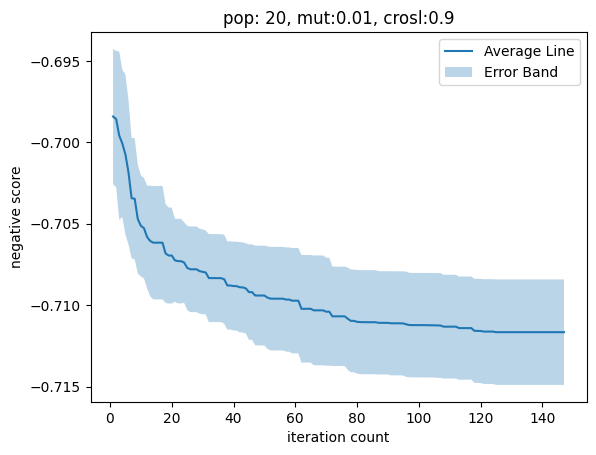 pop: 20, mut:0.01, crosl:0.9
Average Line
Error Band
negative score
−0.695
−0.700
−0.705
−0.710
−0.715
0 20 40 60 80 100 120 140
iteration count